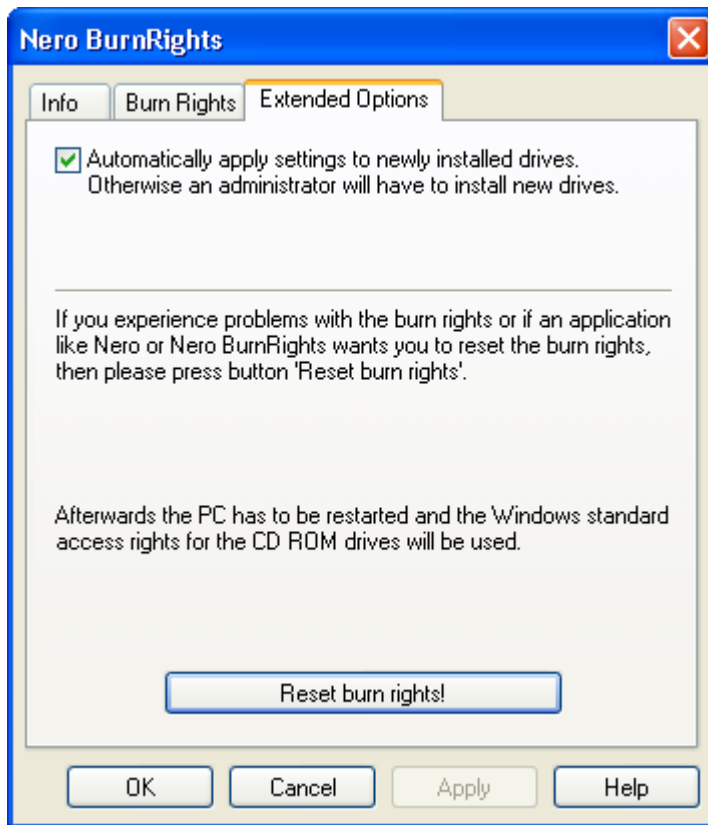 Nero BurnRights
Info
Burn Rights
Extended Options
Automatically apply settings to newly installed drives.
Otherwise an administrator will have to install new drives.
If you experience problems with the burn rights or if an application
like Nero or Nero BurnRights wants you to reset the burn rights,
then please press button 'Reset burn rights'.
Afterwards the PC has to be restarted and the Windows standard
access rights for the CD ROM drives will be used.
Reset burn rights!
OK
Cancel
Apply
Help